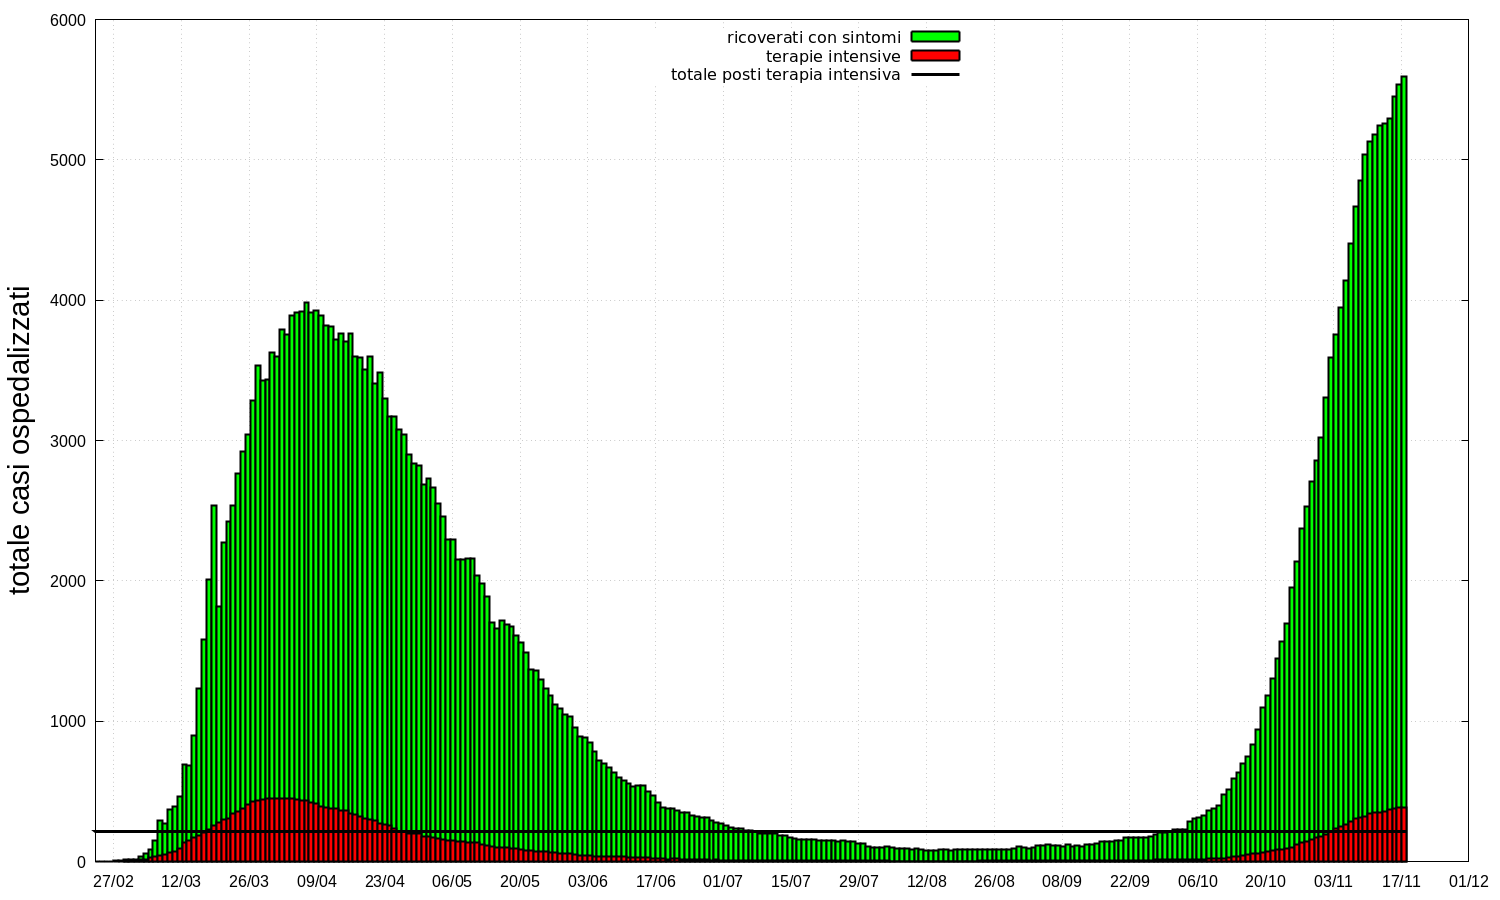 ricoverati con sintomi
terapie intensive
totale posti terapia intensiva
totale casi ospedalizzati
6000
5000
4000
3000
2000
1000
0
27/02 12/03 26/03 09/04 23/04 06/05 20/05 03/06 17/06 01/07 15/07 29/07 12/08 26/08 08/09 22/09 06/10 20/10 03/11 17/11 01/12